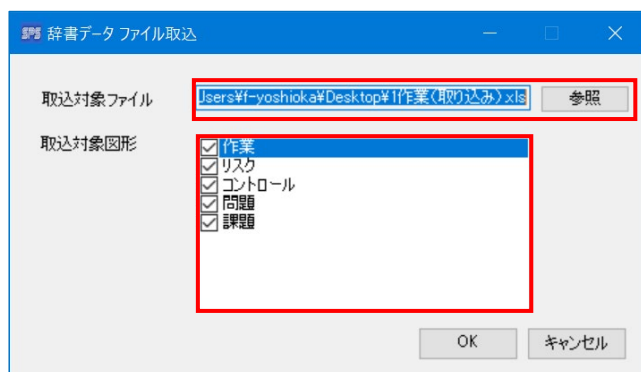 SPS 辞書データ ファイル取込
取込対象ファイル
Users¥f-yoshioka¥Desktop¥1作業(取り込み).xls
参照
取込対象図形
作業
リスク
コントロール
問題
課題
OK
キャンセル